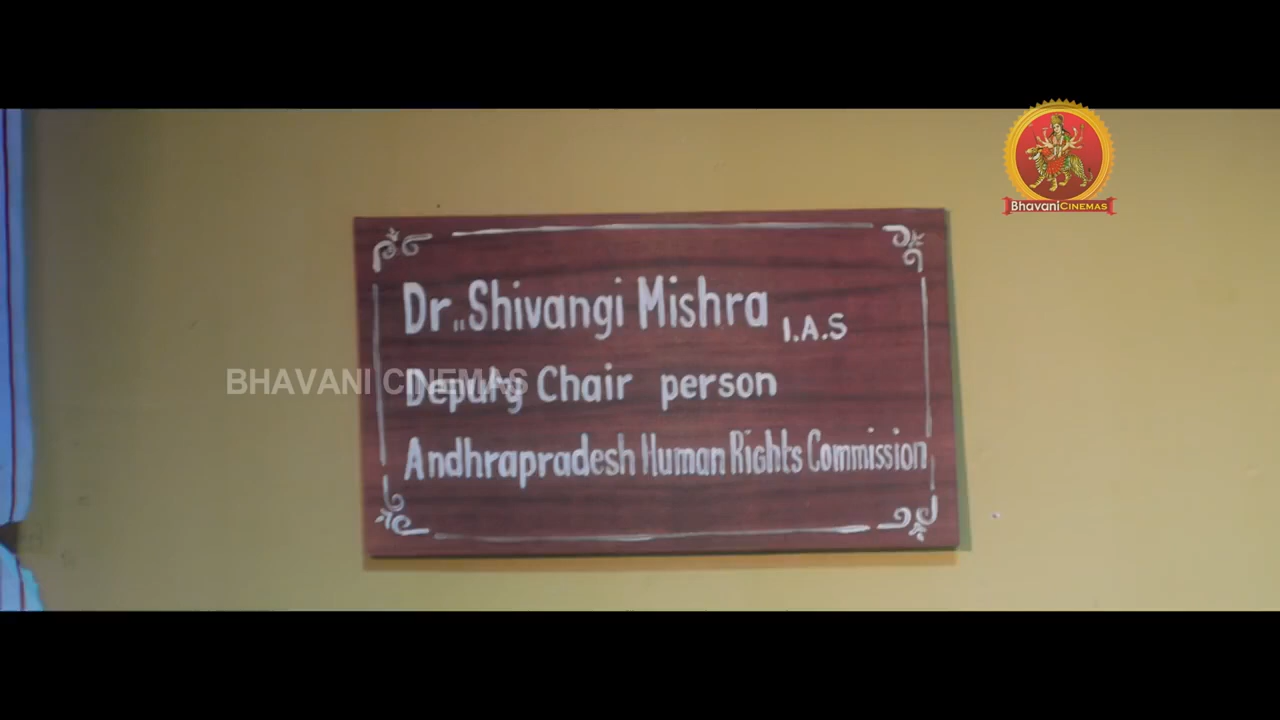 BhavaniCINEMAS
Dr.. Shivangi Mishra I.A.S
BHAVANI CINEMAS
Deputy Chair person
Andhrapradesh Human Rights Commission